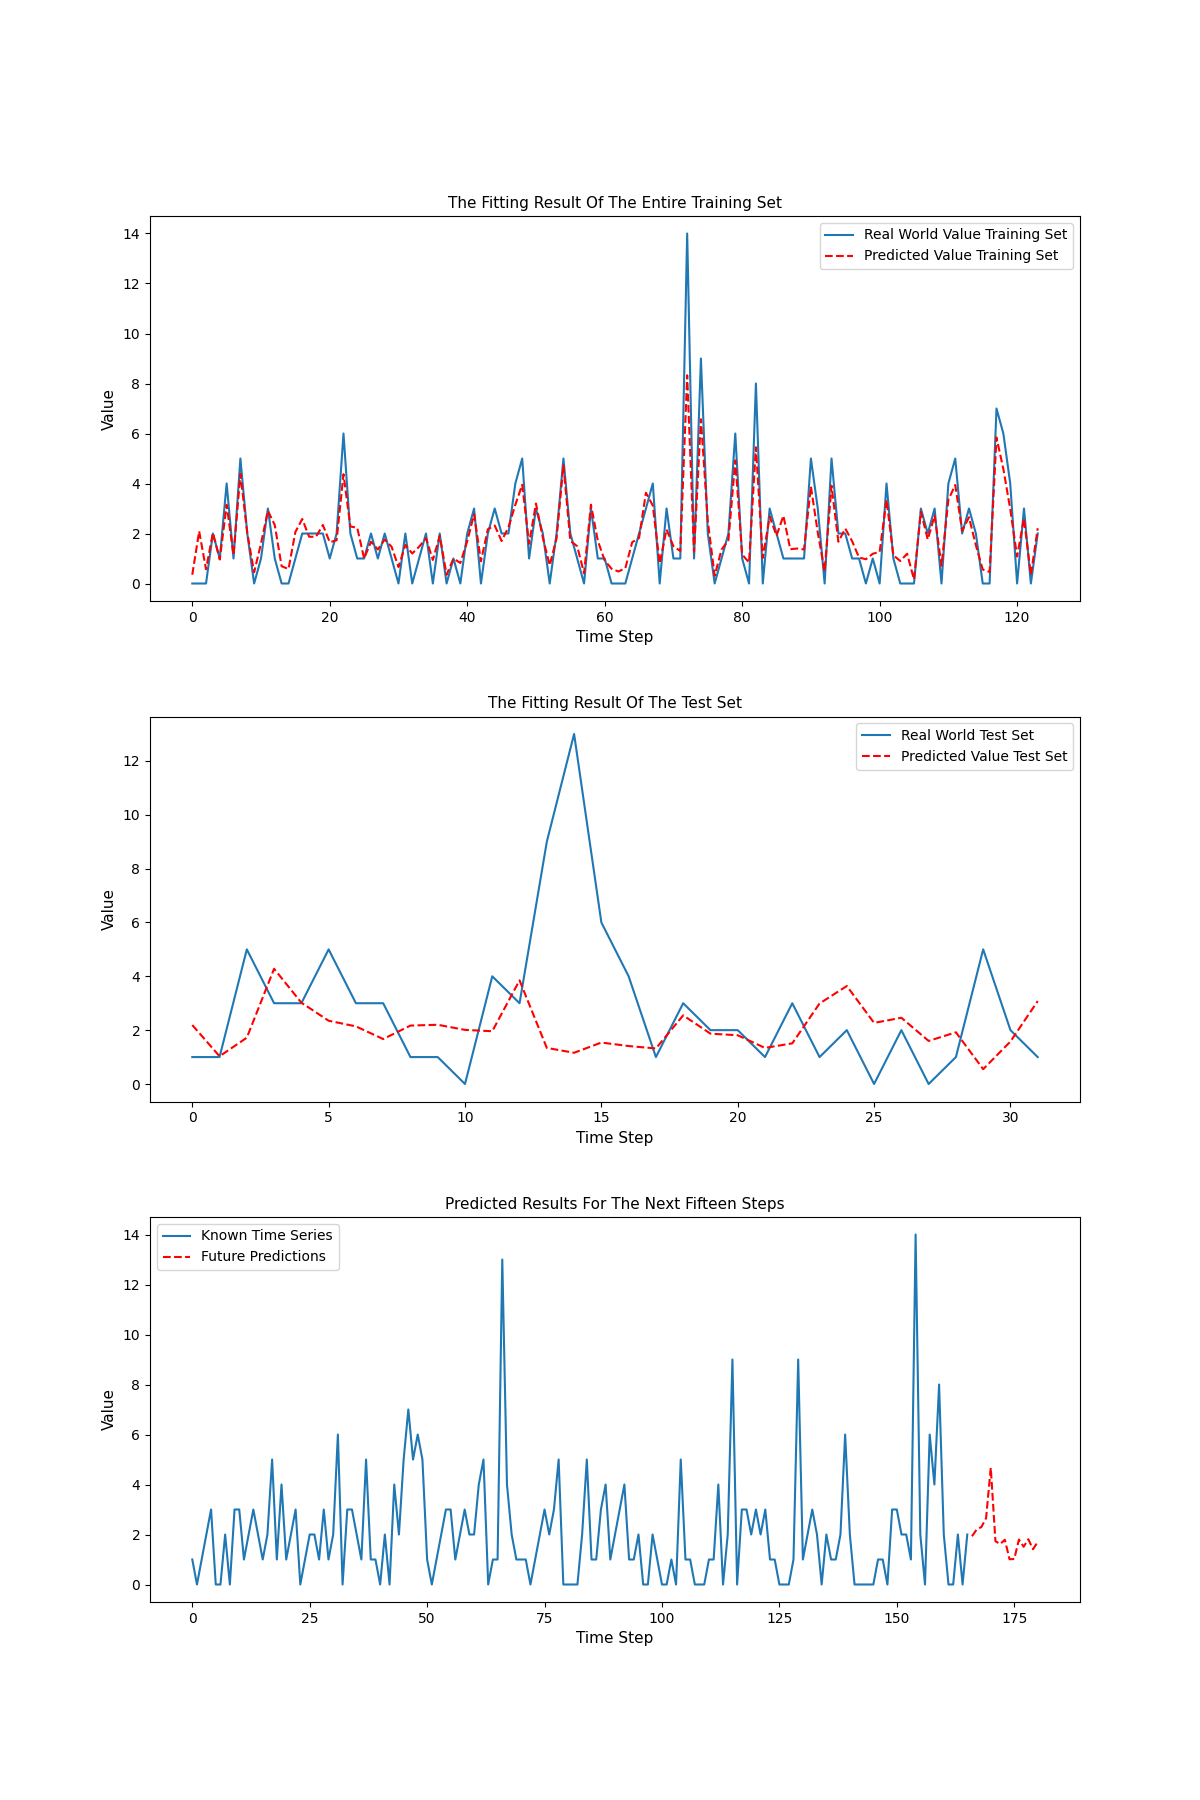 The Fitting Result Of The Entire Training Set
14
12
10
8
6
4
2
0
Value
Real World Value Training Set
Predicted Value Training Set
0 20 40 60 80 100 120
Time Step
The Fitting Result Of The Test Set
12
10
8
6
4
2
0
Value
Real World Test Set
Predicted Value Test Set
0 5 10 15 20 25 30
Time Step
Predicted Results For The Next Fifteen Steps
14
12
10
8
6
4
2
0
Value
Known Time Series
Future Predictions
0 25 50 75 100 125 150 175
Time Step